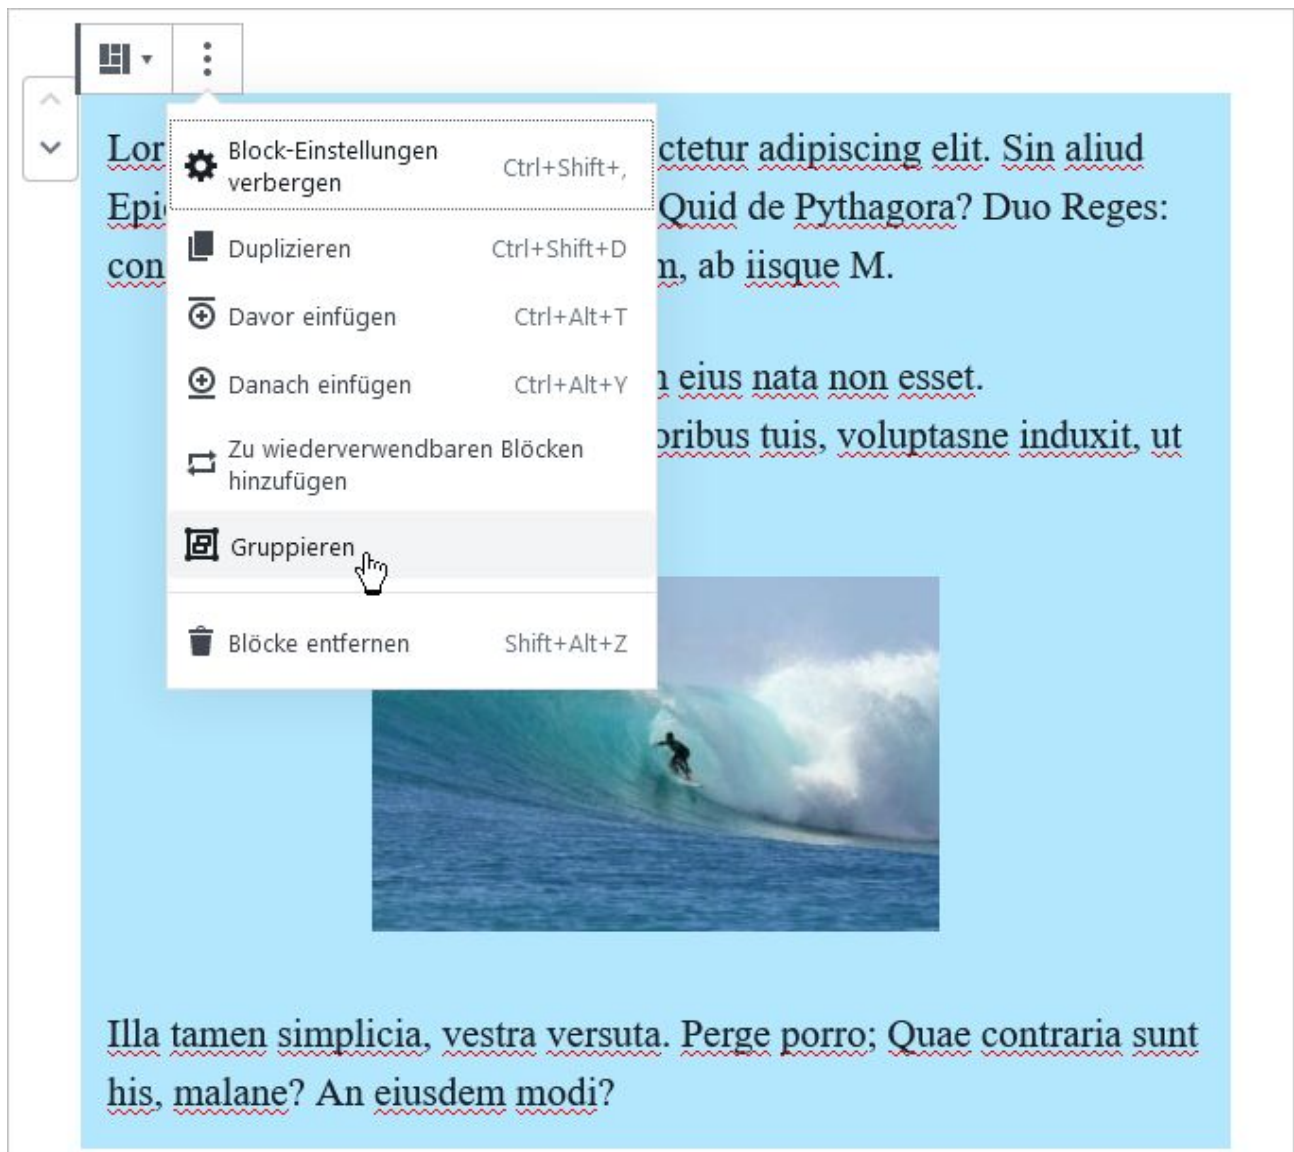 Block-Einstellungen
verbergen
Ctrl+Shift+,
Duplizieren
Ctrl+Shift+D
Davor einfügen
Ctrl+Alt+T
Danach einfügen
Ctrl+Alt+Y
Zu wiederverwendbaren Blöcken
hinzufügen
Gruppieren
Blöcke entfernen
Shift+Alt+Z
adipiscing elit. Sin aliud
Quid de Pythagora? Duo Reges:
ab iisque M.
eius nata non esset.
tuis, voluptasne induxit, ut
Illa tamen simplicia, vestra versuta. Perge porro; Quae contraria sunt
his, malane? An eiusdem modi?